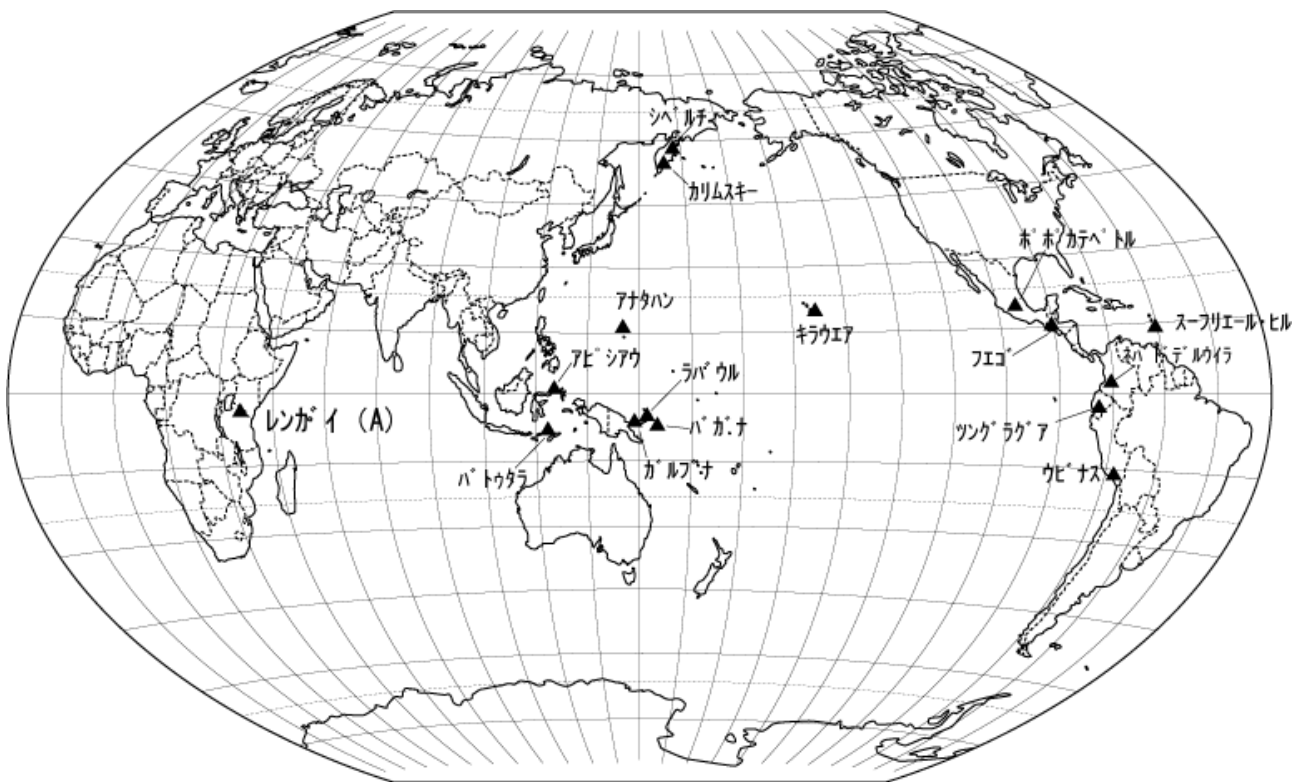 シベルチ
カリムスキー
ポポカテペトル
アナタハン
キラウエア
スーフリエール・ヒル
フエゴ
ネバドデルウイラ
アピシアウ
ラバウル
レンガイ (A)
バガナ
ツングラグア
バトゥタラ
ガルブナ
ウビナス